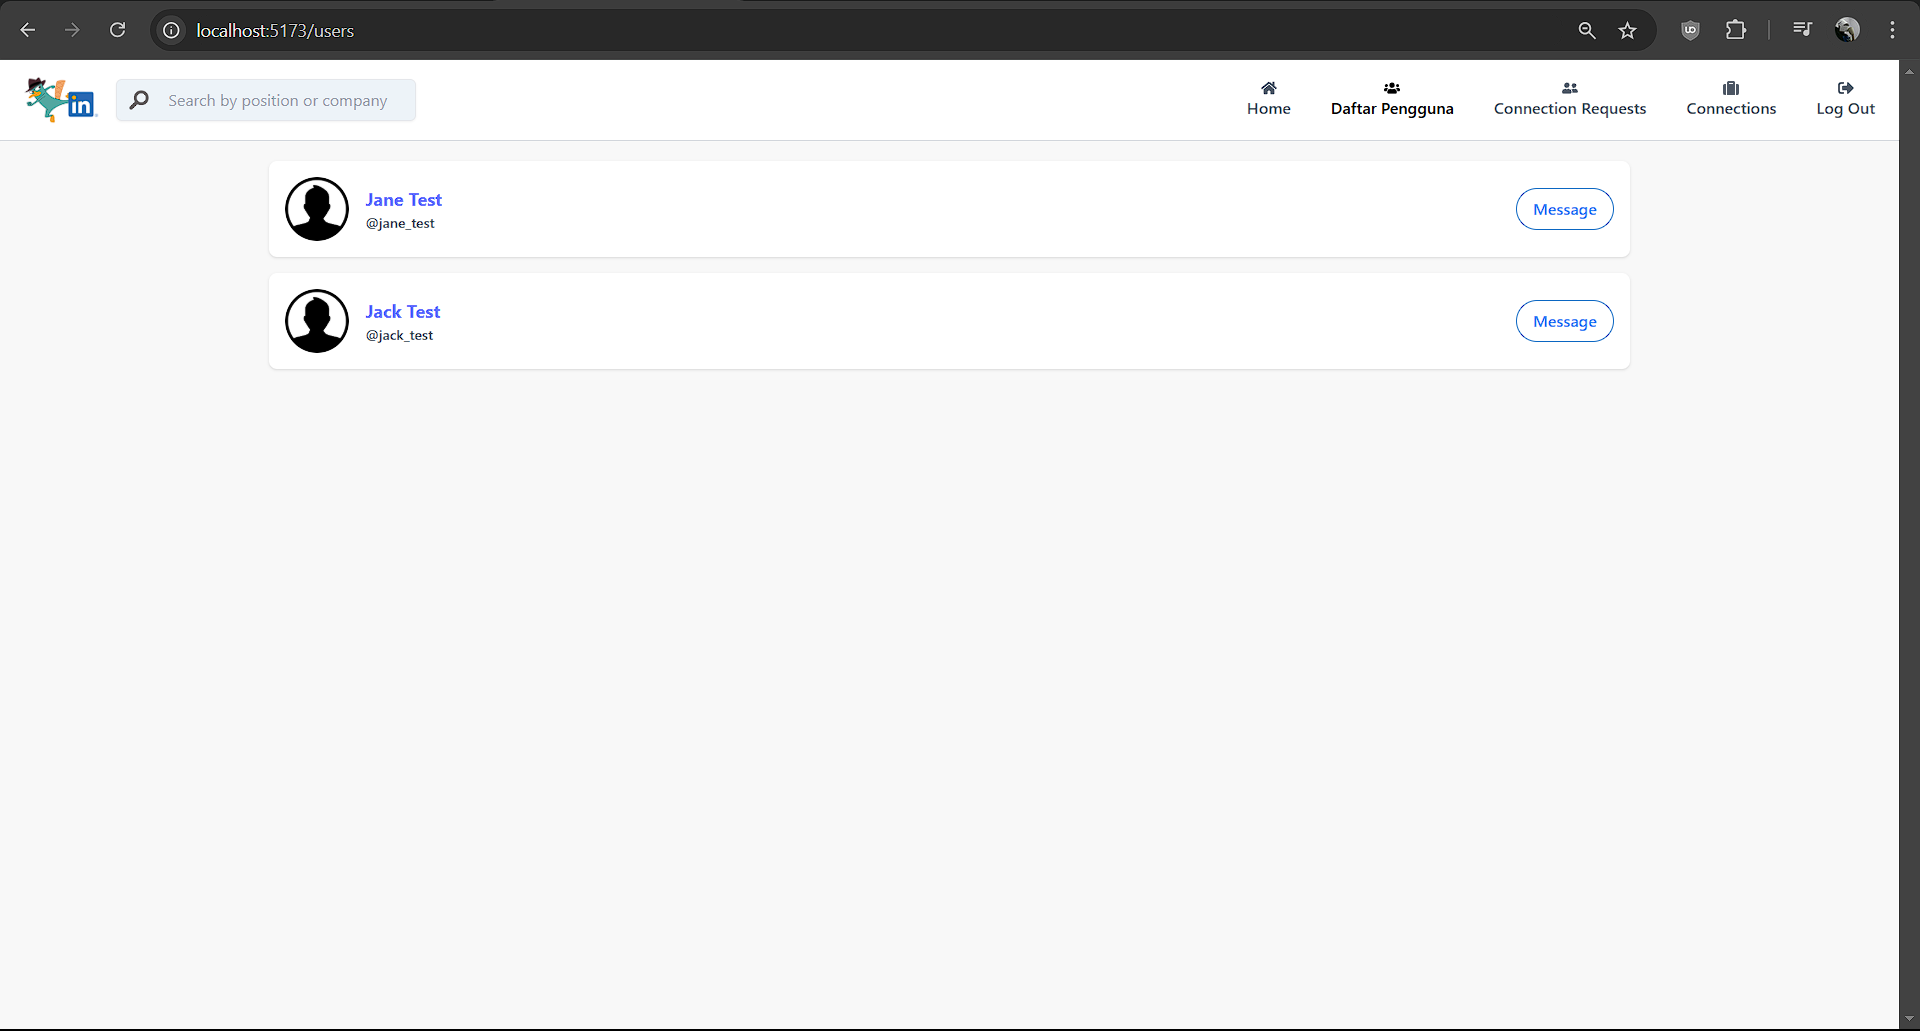 localhost:5173/users
in
Search by position or company
Home
Daftar Pengguna
Connection Requests
Connections
Log Out
Jane Test
@jane_test
Message
Jack Test
@jack_test
Message